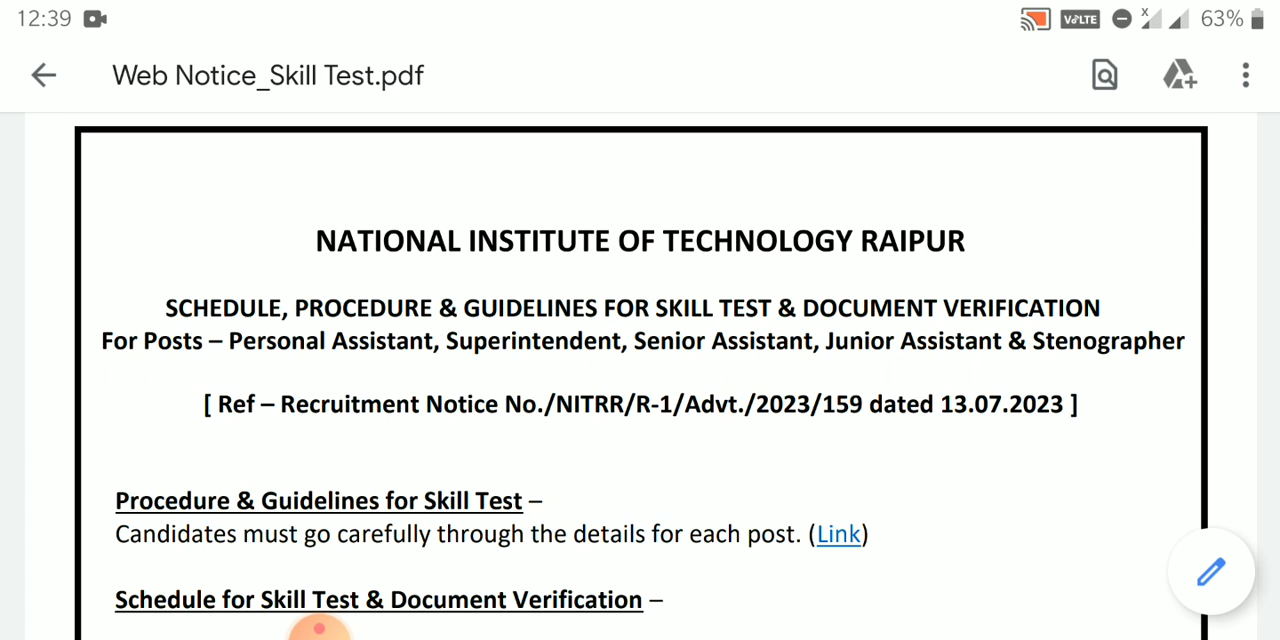 12:39
VoLTE
x
63%
Web Notice_Skill Test.pdf
NATIONAL INSTITUTE OF TECHNOLOGY RAIPUR
SCHEDULE, PROCEDURE & GUIDELINES FOR SKILL TEST & DOCUMENT VERIFICATION
For Posts – Personal Assistant, Superintendent, Senior Assistant, Junior Assistant & Stenographer
[ Ref – Recruitment Notice No./NITRR/R-1/Advt./2023/159 dated 13.07.2023 ]
Procedure & Guidelines for Skill Test –
Candidates must go carefully through the details for each post. (Link)
Schedule for Skill Test & Document Verification –